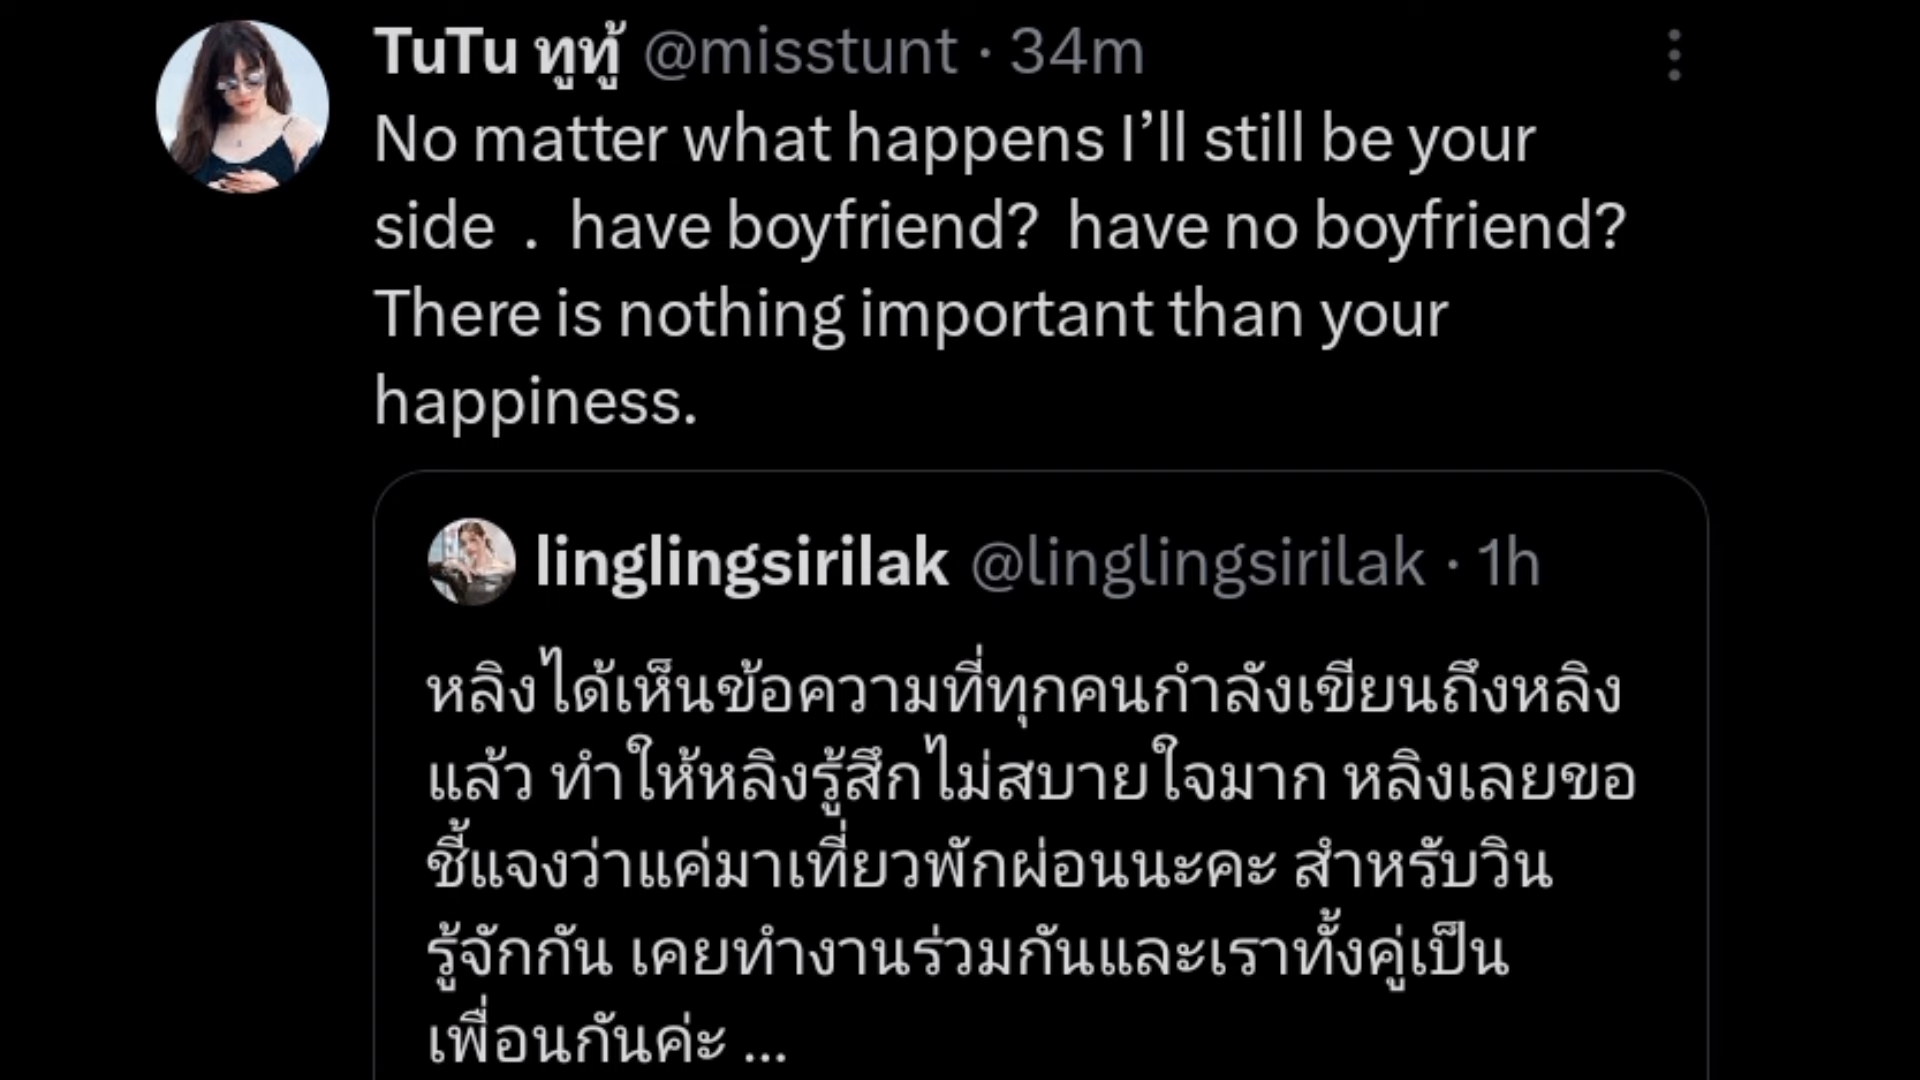 TuTu ทูทู้ @misstunt · 34m
No matter what happens I’ll still be your
side . have boyfriend? have no boyfriend?
There is nothing important than your
happiness.
linglingsirilak @linglingsirilak · 1h
หลิงได้เห็นข้อความที่ทุกคนกำลังเขียนถึงหลิง
แล้ว ทำให้หลิงรู้สึกไม่สบายใจมาก หลิงเลยขอ
ชี้แจงว่าแค่มาเที่ยวพักผ่อนนะคะ สำหรับวิน
รู้จักกัน เคยทำงานร่วมกันและเราทั้งคู่เป็น
เพื่อนกันค่ะ ...